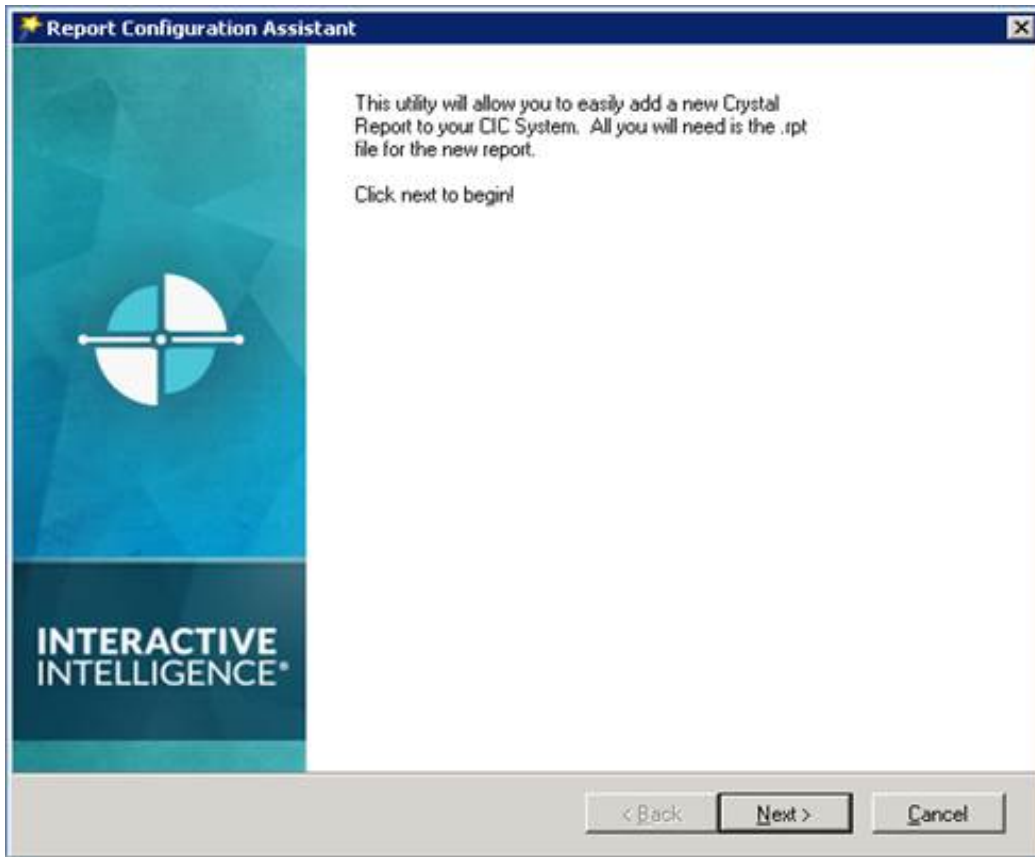 Report Configuration Assistant
This utility will allow you to easily add a new Crystal
Report to your CIC System.  All you will need is the .rpt
file for the new report.
Click next to begin!
INTERACTIVE
INTELLIGENCE®
< Back
Next >
Cancel